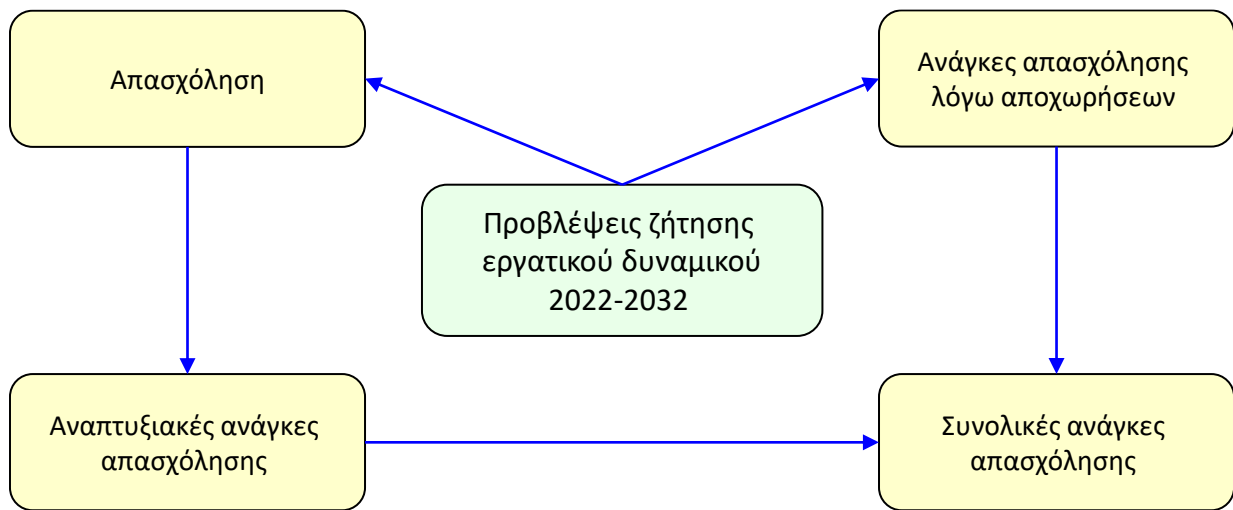 Απασχόληση
Ανάγκες απασχόλησης
λόγω αποχωρήσεων
Προβλέψεις ζήτησης
εργατικού δυναμικού
2022-2032
Αναπτυξιακές ανάγκες
απασχόλησης
Συνολικές ανάγκες
απασχόλησης